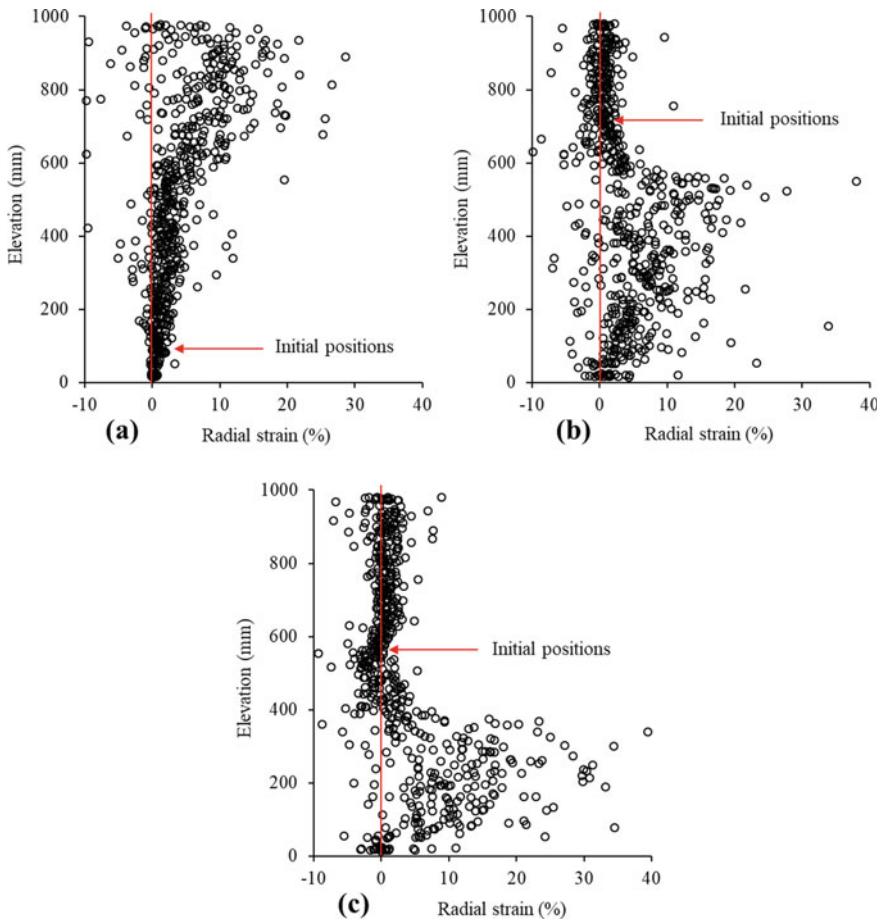 1000
800
600
400
200
0
Elevation (mm)
Initial positions
-10 0 10 20 30 40
(a) Radial strain (%)
1000
800
600
400
200
0
Elevation (mm)
Initial positions
-10 0 10 20 30 40
(b) Radial strain (%)
1000
800
600
400
200
0
Elevation (mm)
Initial positions
-10 0 10 20 30 40
(c) Radial strain (%)